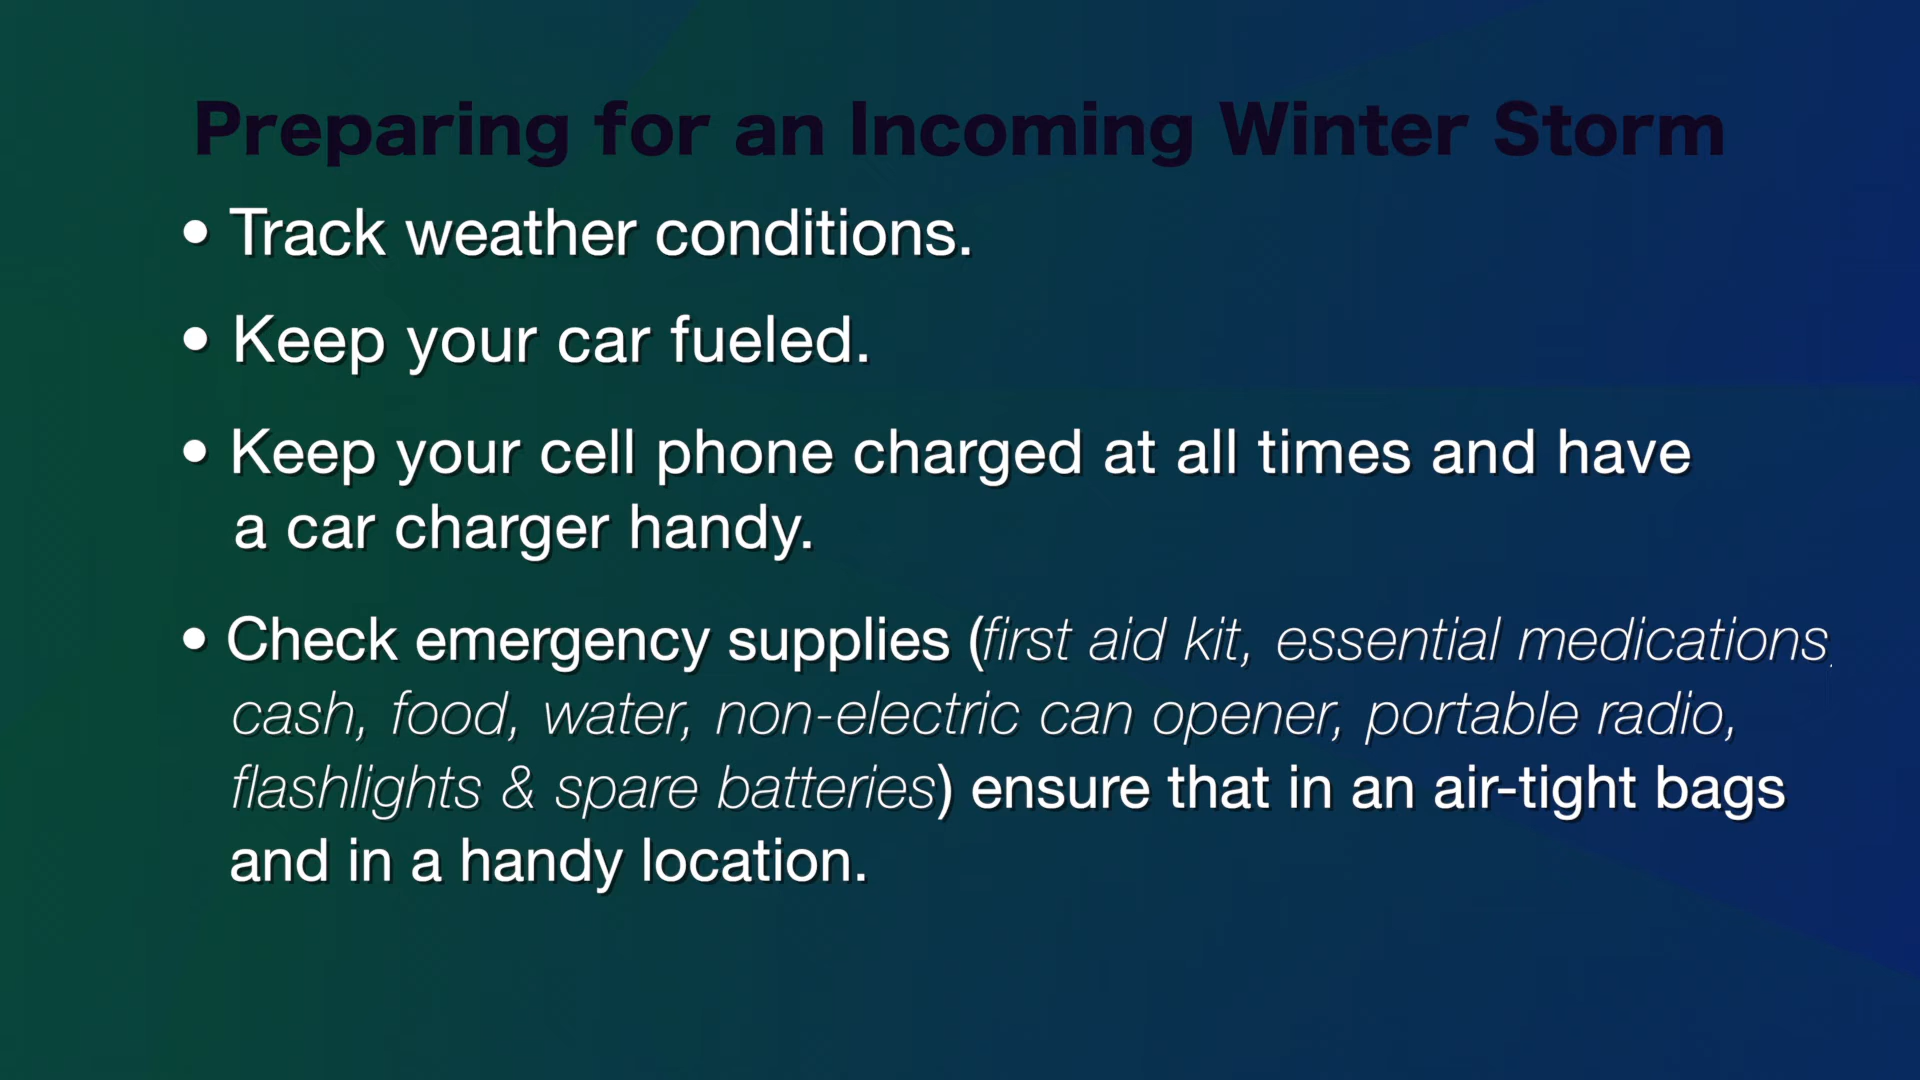 Preparing for an Incoming Winter Storm
• Track weather conditions.
• Keep your car fueled.
• Keep your cell phone charged at all times and have
a car charger handy.
• Check emergency supplies (first aid kit, essential medications,
cash, food, water, non-electric can opener, portable radio,
flashlights & spare batteries) ensure that in an air-tight bags
and in a handy location.